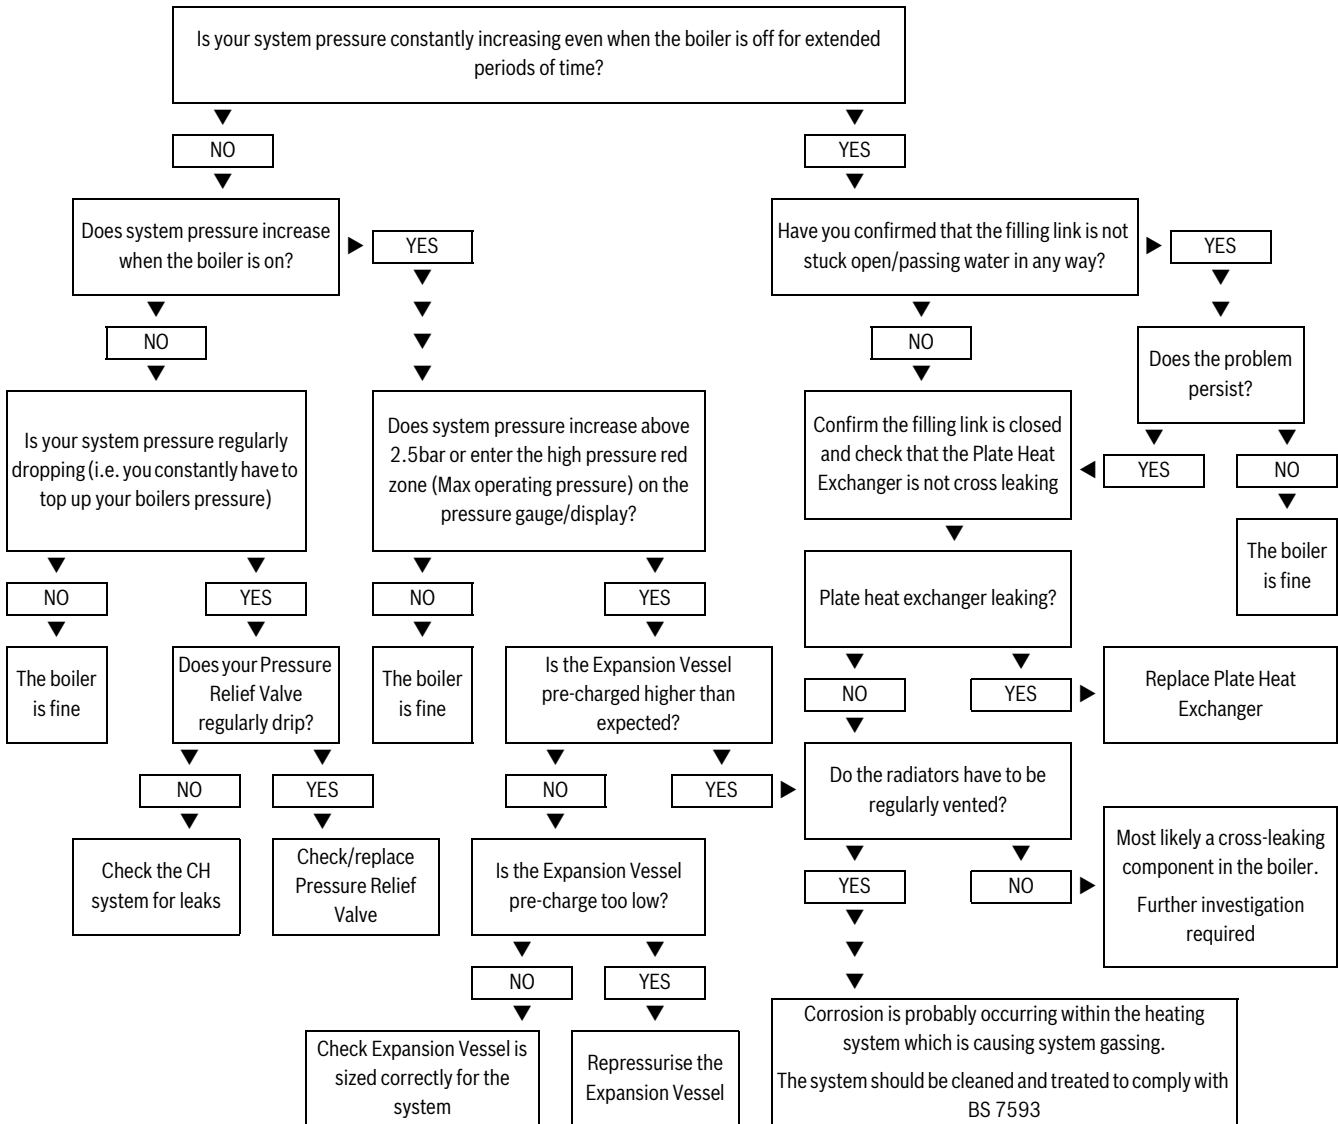 Is your system pressure constantly increasing even when the boiler is off for extended
periods of time?
NO
YES
Does system pressure increase
when the boiler is on?
YES
Have you confirmed that the filling link is not
stuck open/passing water in any way?
YES
NO
NO
Does the problem
persist?
Is your system pressure regularly
dropping (i.e. you constantly have to
top up your boilers pressure)
Does system pressure increase above
2.5bar or enter the high pressure red
zone (Max operating pressure) on the
pressure gauge/display?
Confirm the filling link is closed
and check that the Plate Heat
Exchanger is not cross leaking
YES
NO
The boiler
is fine
NO
YES
NO
YES
Plate heat exchanger leaking?
The boiler
is fine
Does your Pressure
Relief Valve
regularly drip?
The boiler
is fine
Is the Expansion Vessel
pre-charged higher than
expected?
NO
YES
Replace Plate Heat
Exchanger
NO
YES
NO
YES
Do the radiators have to be
regularly vented?
Check the CH
system for leaks
Check/replace
Pressure Relief
Valve
Is the Expansion Vessel
pre-charge too low?
YES
NO
Most likely a cross-leaking
component in the boiler.
Further investigation
required
NO
YES
Check Expansion Vessel is
sized correctly for the
system
Repressurise the
Expansion Vessel
Corrosion is probably occurring within the heating
system which is causing system gassing.
The system should be cleaned and treated to comply with
BS 7593